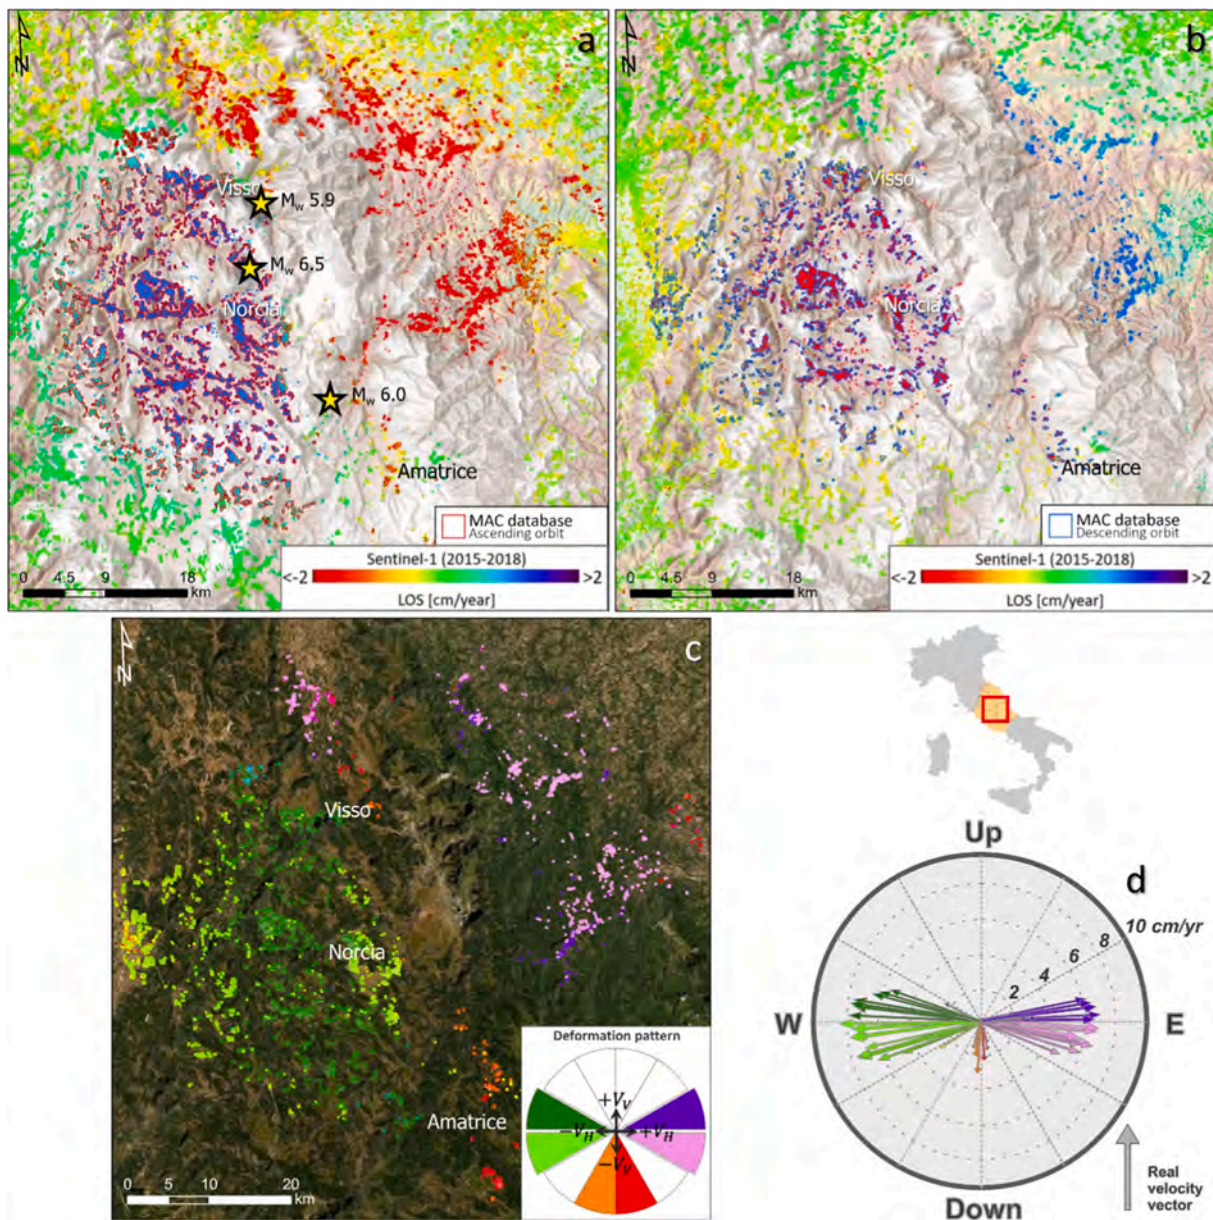 a
N
Visso
Mw 5.9
Mw 6.5
Norcia
Mw 6.0
Amatrice
MAC database
Ascending orbit
Sentinel-1 (2015-2018)
<-2
>2
LOS [cm/year]
0 4.5 9 18
km
b
N
Visso
Norcia
Amatrice
MAC database
Descending orbit
Sentinel-1 (2015-2018)
<-2
>2
LOS [cm/year]
0 4.5 9 18
km
c
N
Visso
Norcia
Amatrice
0 10 20
km
Deformation pattern
+VV
−VH
+VH
−VV
Up
d
10 cm/yr
8
6
4
2
W
E
Down
Real
velocity
vector